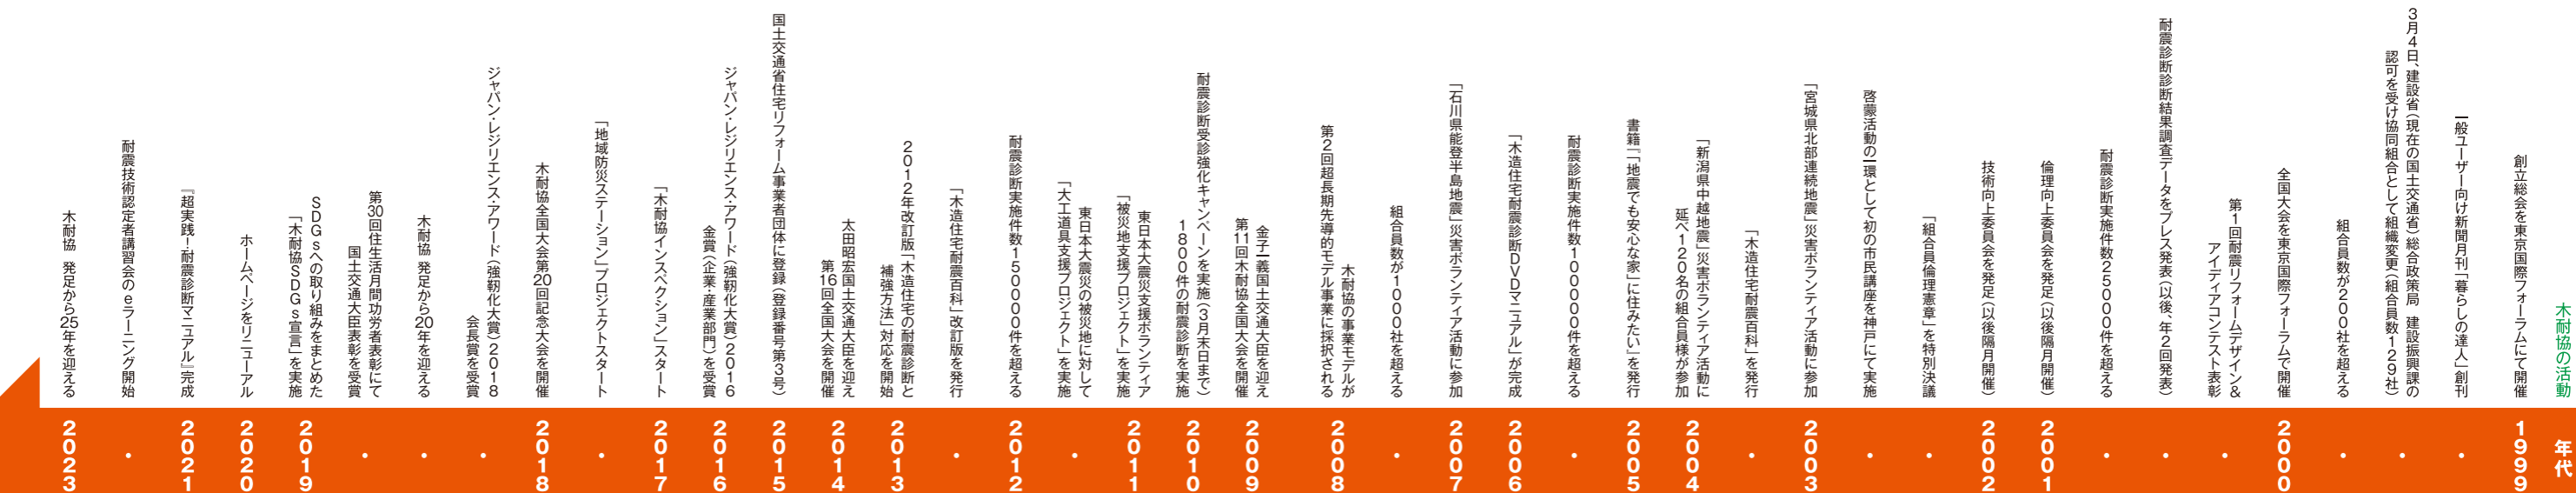 木耐協の活動
年代
創立総会を東京国際フォーラムにて開催
1999
一般ユーザー向け新聞月刊「暮らしの達人」創刊
・
3月4日、建設省（現在の国土交通省）総合政策局 建設振興課の
認可を受け協同組合として組織変更（組合員数129社）
・
組合員数が200社を超える
・
全国大会を東京国際フォーラムで開催
2000
第1回耐震リフォームデザイン＆
アイディアコンテスト表彰
・
耐震診断診断結果調査データをプレス発表（以後、年2回発表）
・
耐震診断実施件数25000件を超える
・
倫理向上委員会を発足（以後隔月開催）
2001
技術向上委員会を発足（以後隔月開催）
2002
「組合員倫理憲章」を特別決議
・
啓蒙活動の一環として初の市民講座を神戸にて実施
・
「宮城県北部連続地震」災害ボランティア活動に参加
2003
「木造住宅耐震百科」を発行
・
「新潟県中越地震」災害ボランティア活動に
延べ120名の組合員様が参加
2004
書籍『「地震でも安心な家」に住みたい』を発行
2005
耐震診断実施件数100000件を超える
・
「木造住宅耐震診断DVDマニュアル」が完成
2006
「石川県能登半島地震」災害ボランティア活動に参加
2007
組合員数が1000社を超える
・
木耐協の事業モデルが
第2回超長期先導的モデル事業に採択される
2008
金子一義国土交通大臣を迎え
第11回木耐協全国大会を開催
2009
耐震診断受診強化キャンペーンを実施（3月末日まで）
1800件の耐震診断を実施
2010
東日本大震災支援ボランティア
「被災地支援プロジェクト」を実施
2011
東日本大震災の被災地に対して
「大工道具支援プロジェクト」を実施
・
耐震診断実施件数150000件を超える
2012
「木造住宅耐震百科」改訂版を発行
・
2012年改訂版「木造住宅の耐震診断と
補強方法」対応を開始
2013
太田昭宏国土交通大臣を迎え
第16回全国大会を開催
2014
国土交通省住宅リフォーム事業者団体に登録（登録番号第3号）
2015
ジャパン・レジリエンス・アワード（強靭化大賞）2016
金賞（企業・産業部門）を受賞
2016
「木耐協インスペクション」スタート
2017
「地域防災ステーション」プロジェクトスタート
・
木耐協全国大会第20回記念大会を開催
2018
ジャパン・レジリエンス・アワード（強靭化大賞）2018
会長賞を受賞
・
木耐協 発足から20年を迎える
・
第30回住生活月間功労者表彰にて
国土交通大臣表彰を受賞
・
SDGsへの取り組みをまとめた
「木耐協SDGs宣言」を実施
2019
ホームページをリニューアル
2020
『超実践！耐震診断マニュアル』完成
2021
耐震技術認定者講習会のeラーニング開始
・
木耐協 発足から25年を迎える
2023